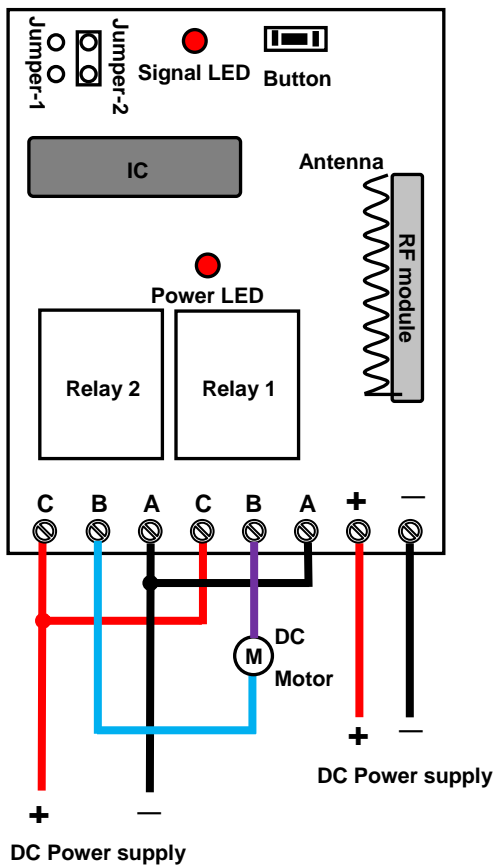 Jumper-1
Jumper-2
Signal LED
Button
IC
Antenna
RF module
Power LED
Relay 2
Relay 1
C B A C B A + —
DC
M
Motor
+ —
DC Power supply
+ —
DC Power supply